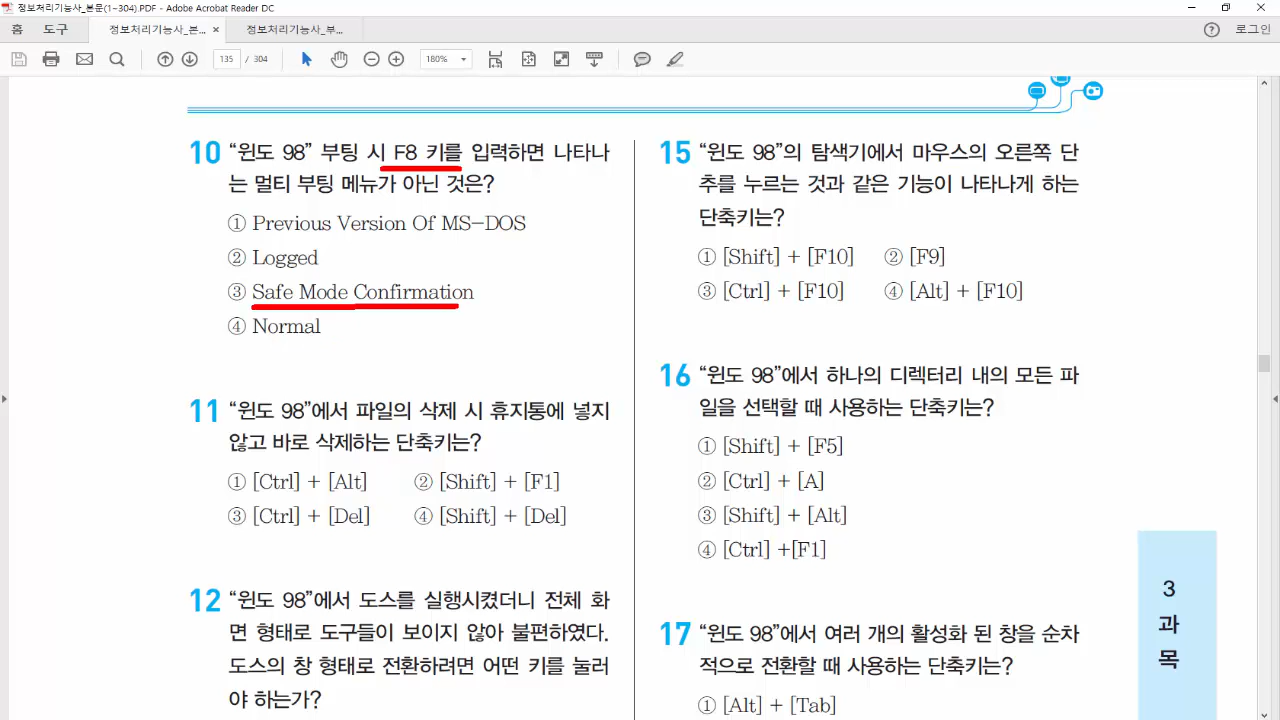 정보처리기능사_본문(1~304).PDF - Adobe Acrobat Reader DC
홈 도구 정보처리기능사_본... × 정보처리기능사_부... 로그인
135 / 304 180%
10 “윈도 98” 부팅 시 F8 키를 입력하면 나타나
는 멀티 부팅 메뉴가 아닌 것은?
① Previous Version Of MS-DOS
② Logged
③ Safe Mode Confirmation
④ Normal
11 “윈도 98”에서 파일의 삭제 시 휴지통에 넣지
않고 바로 삭제하는 단축키는?
① [Ctrl] + [Alt] ② [Shift] + [F1]
③ [Ctrl] + [Del] ④ [Shift] + [Del]
12 “윈도 98”에서 도스를 실행시켰더니 전체 화
면 형태로 도구들이 보이지 않아 불편하였다.
도스의 창 형태로 전환하려면 어떤 키를 눌러
야 하는가?
15 “윈도 98”의 탐색기에서 마우스의 오른쪽 단
추를 누르는 것과 같은 기능이 나타나게 하는
단축키는?
① [Shift] + [F10] ② [F9]
③ [Ctrl] + [F10] ④ [Alt] + [F10]
16 “윈도 98”에서 하나의 디렉터리 내의 모든 파
일을 선택할 때 사용하는 단축키는?
① [Shift] + [F5]
② [Ctrl] + [A]
③ [Shift] + [Alt]
④ [Ctrl] +[F1]
17 “윈도 98”에서 여러 개의 활성화 된 창을 순차
적으로 전환할 때 사용하는 단축키는?
① [Alt] + [Tab]
3
과
목